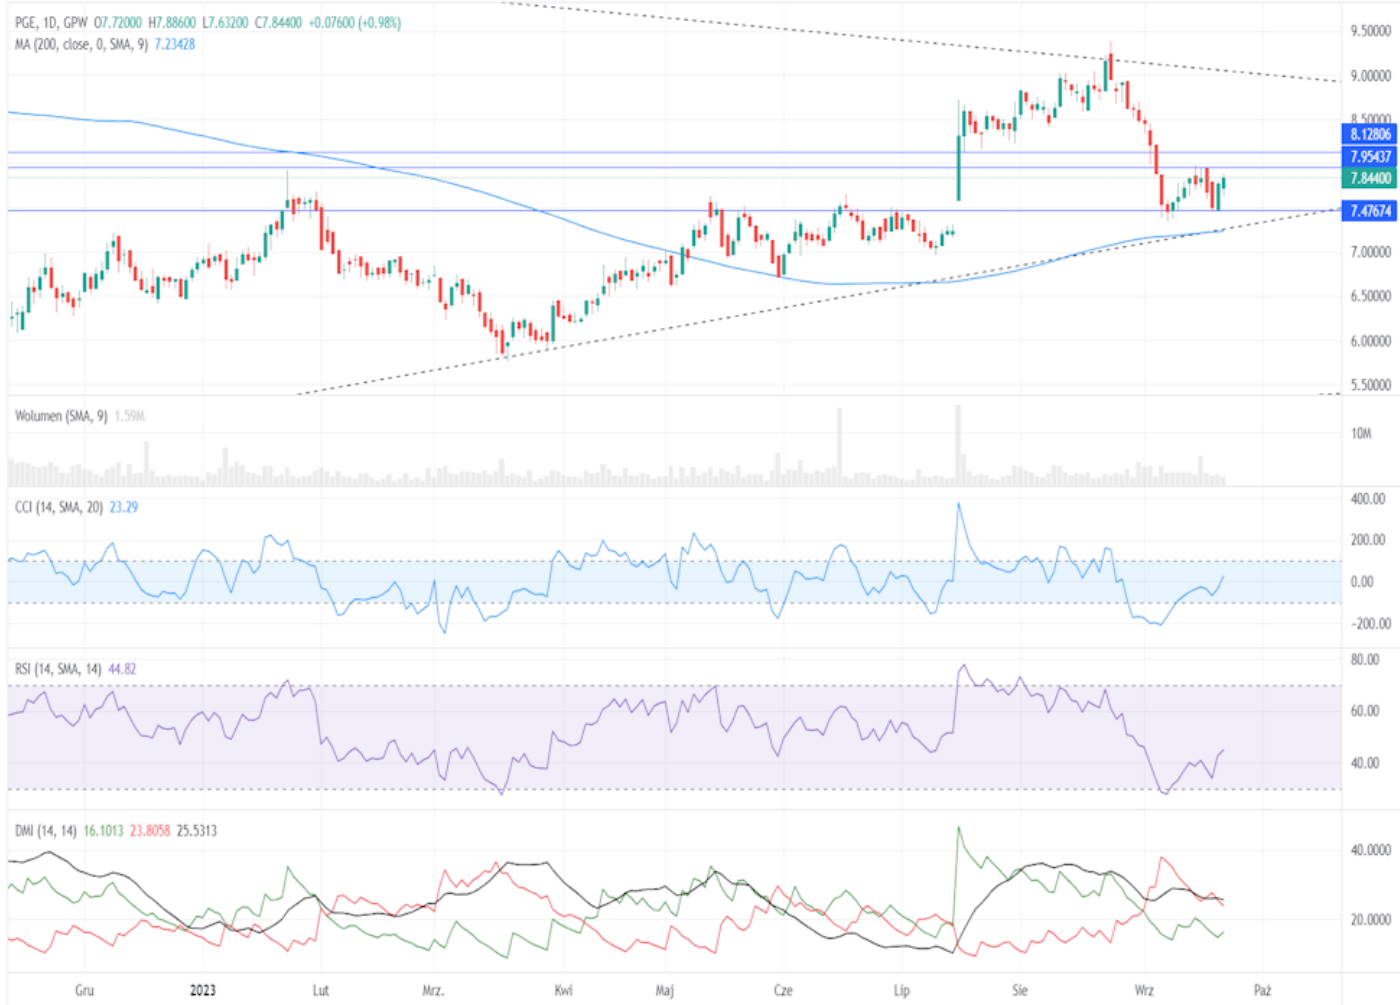 PGE, 1D, GPW O7.72000 H7.88600 L7.63200 C7.84400 +0.07600 (+0.98%)
MA (200, close, 0, SMA, 9) 7.23428
9.50000
9.00000
8.50000
8.12806
7.95437
7.84400
7.47674
7.00000
6.50000
6.00000
5.50000
Wolumen (SMA, 9) 1.59M
10M
CCI (14, SMA, 20) 23.29
400.00
200.00
0.00
-200.00
RSI (14, SMA, 14) 44.82
80.00
60.00
40.00
DMI (14, 14) 16.1013 23.8058 25.5313
40.0000
20.0000
Gru 2023 Lut Mrz. Kwi Maj Cze Lip Sie Wrz Paź